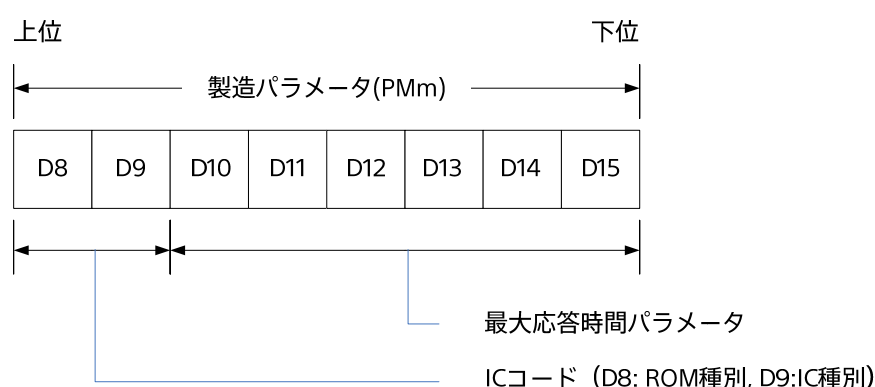 上位 下位
製造パラメータ(PMm)
D8 D9 D10 D11 D12 D13 D14 D15
最大応答時間パラメータ
ICコード（D8: ROM種別, D9:IC種別)